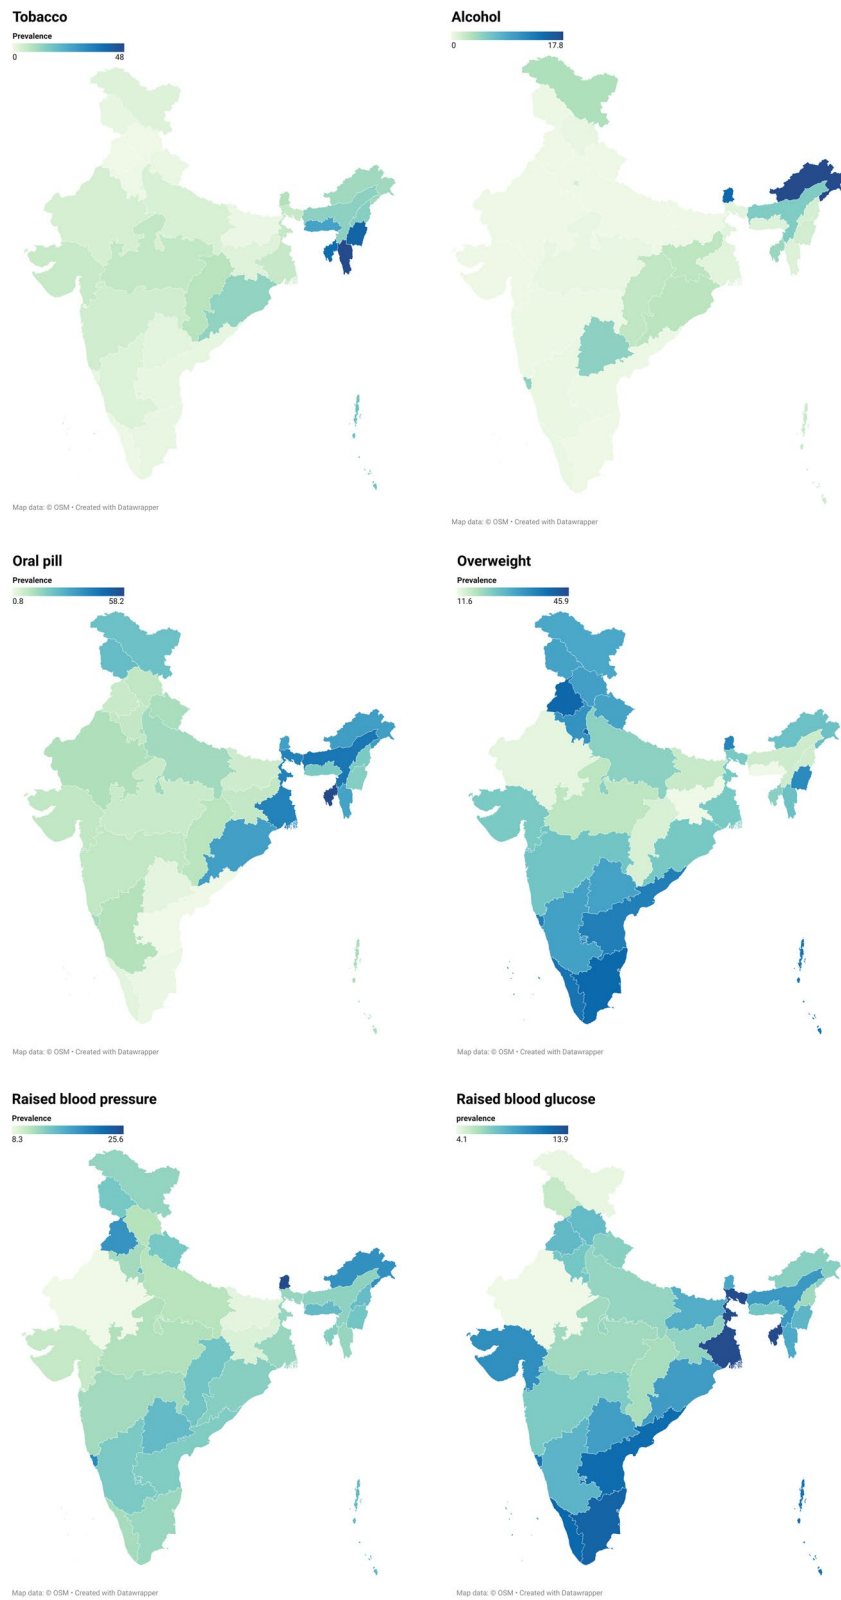 Tobacco
Prevalence
0 48
Map data: © OSM • Created with Datawrapper
Alcohol
Prevalence
0 17.8
Map data: © OSM • Created with Datawrapper
Oral pill
Prevalence
0.8 58.2
Map data: © OSM • Created with Datawrapper
Overweight
Prevalence
11.6 45.9
Map data: © OSM • Created with Datawrapper
Raised blood pressure
Prevalence
8.3 25.6
Map data: © OSM • Created with Datawrapper
Raised blood glucose
prevalence
4.1 13.9
Map data: © OSM • Created with Datawrapper